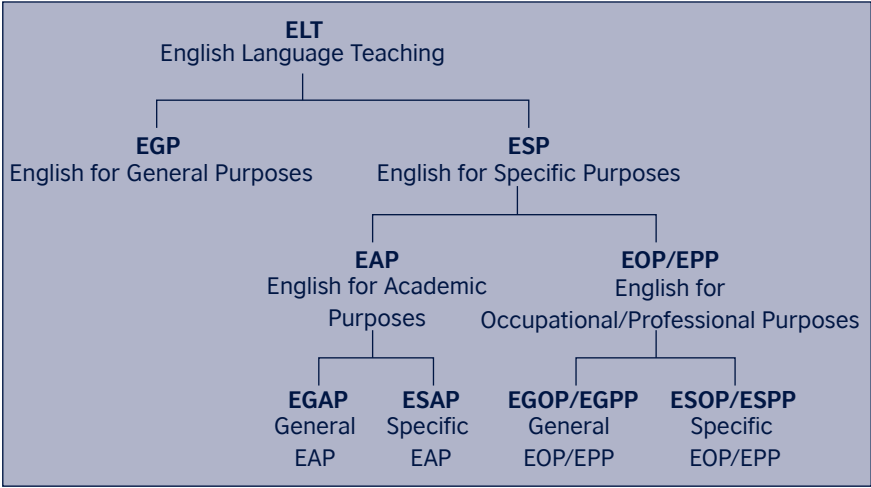 ELT
English Language Teaching
EGP
English for General Purposes
ESP
English for Specific Purposes
EAP
English for Academic
Purposes
EOP/EPP
English for
Occupational/Professional Purposes
EGAP
General
EAP
ESAP
Specific
EAP
EGOP/EGPP
General
EOP/EPP
ESOP/ESPP
Specific
EOP/EPP